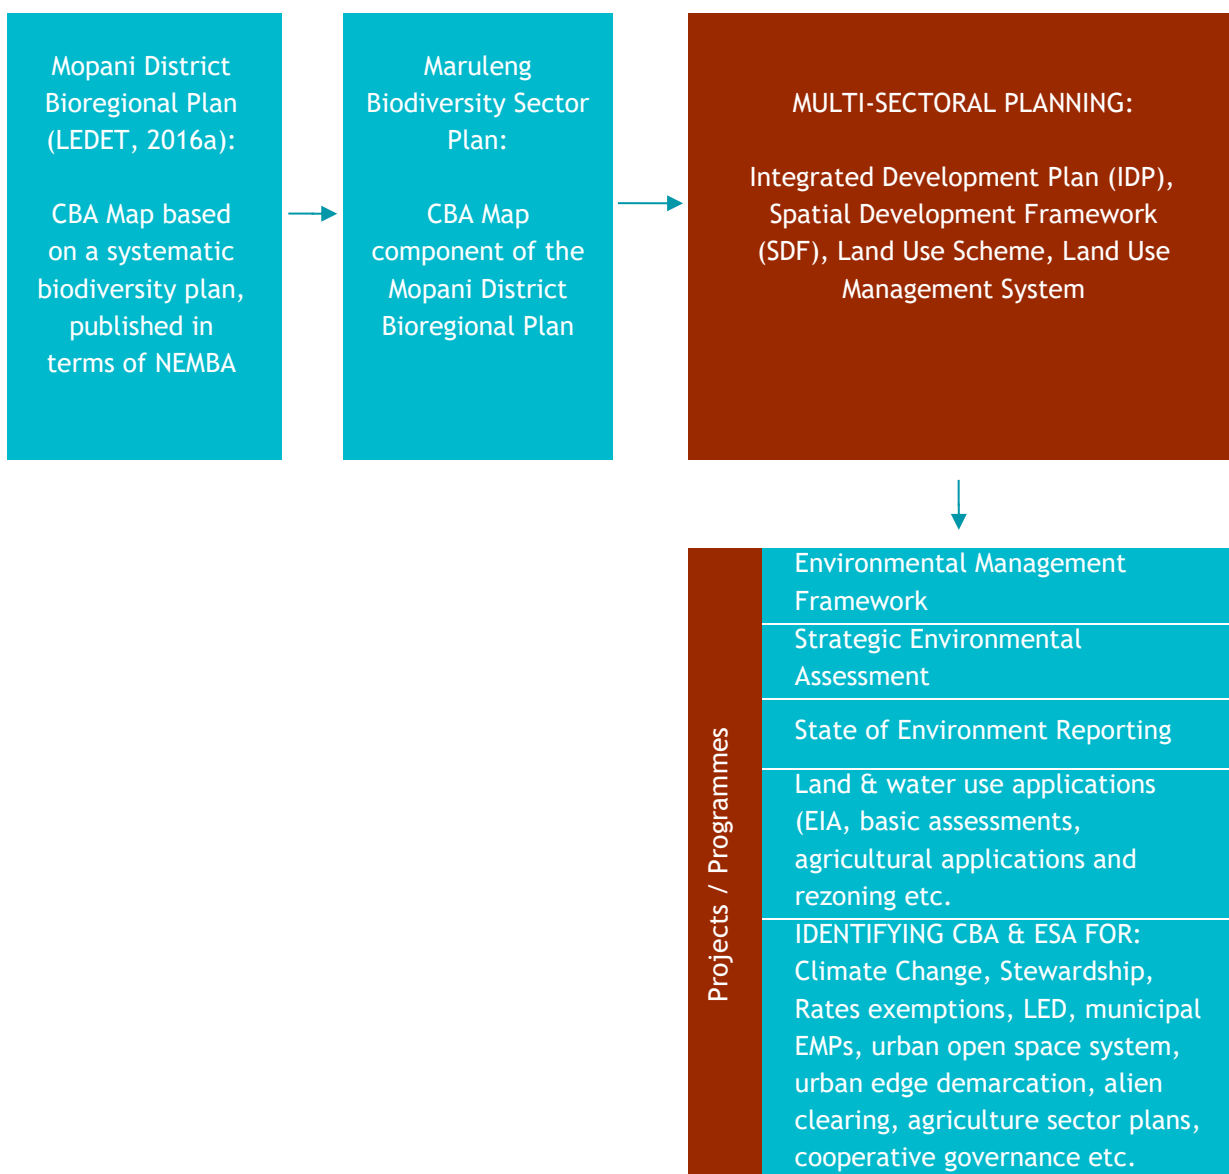 Mopani District
Bioregional Plan
(LEDET, 2016a):
CBA Map based
on a systematic
biodiversity plan,
published in
terms of NEMBA
Maruleng
Biodiversity Sector
Plan:
CBA Map
component of the
Mopani District
Bioregional Plan
MULTI-SECTORAL PLANNING:
Integrated Development Plan (IDP),
Spatial Development Framework
(SDF), Land Use Scheme, Land Use
Management System
Projects / Programmes
Environmental Management
Framework
Strategic Environmental
Assessment
State of Environment Reporting
Land & water use applications
(EIA, basic assessments,
agricultural applications and
rezoning etc.
IDENTIFYING CBA & ESA FOR:
Climate Change, Stewardship,
Rates exemptions, LED, municipal
EMPs, urban open space system,
urban edge demarcation, alien
clearing, agriculture sector plans,
cooperative governance etc.